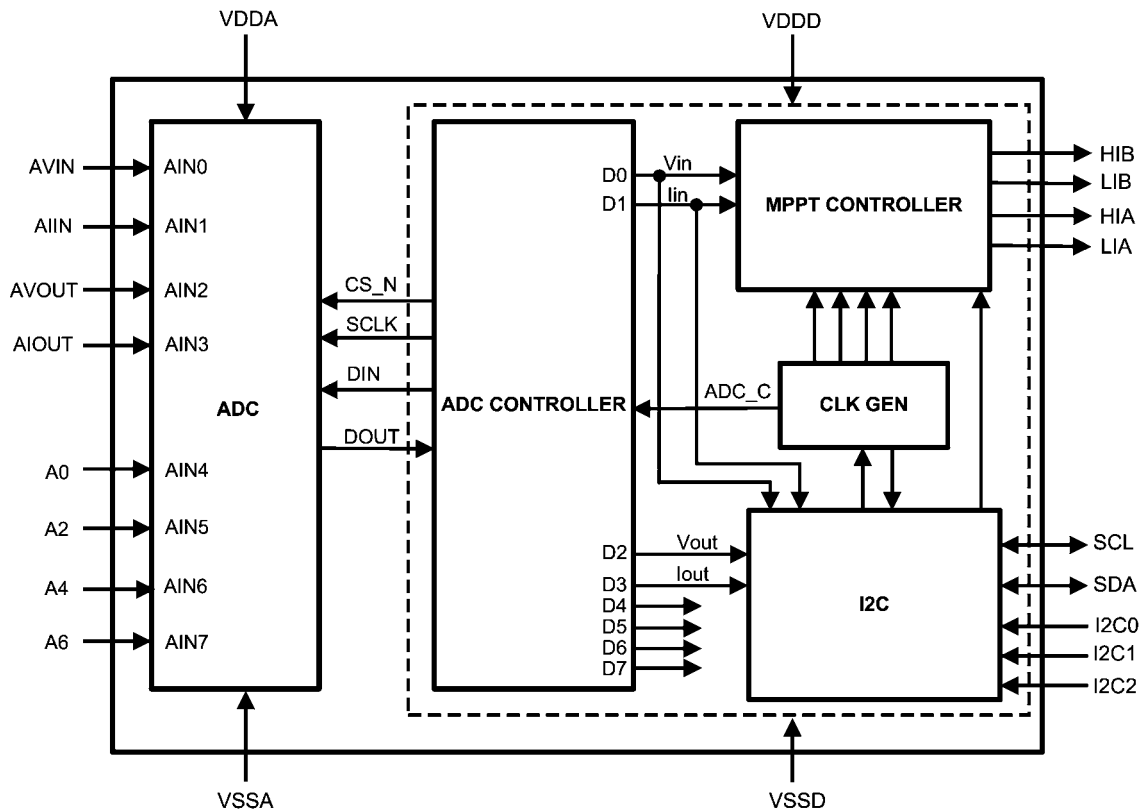 VDDA
VDDD
AVIN
AIN0
AIIN
AIN1
AVOUT
AIN2
AIOUT
AIN3
ADC
A0
AIN4
A2
AIN5
A4
AIN6
A6
AIN7
CS_N
SCLK
DIN
DOUT
ADC CONTROLLER
D0
Vin
D1
Iin
MPPT CONTROLLER
HIB
LIB
HIA
LIA
ADC_C
CLK GEN
D2
Vout
D3
Iout
D4
D5
D6
D7
I2C
SCL
SDA
I2C0
I2C1
I2C2
VSSA
VSSD